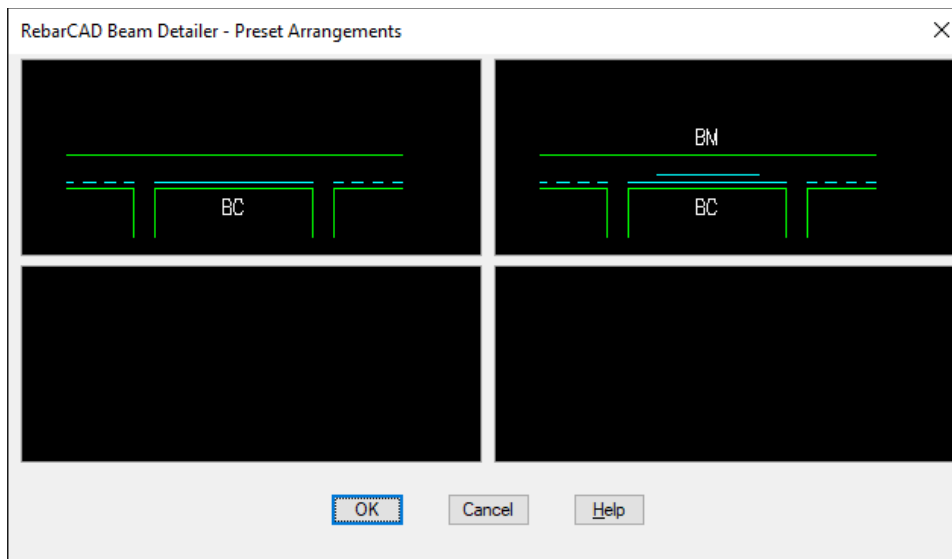 RebarCAD Beam Detailer - Preset Arrangements
BC
BM
BC
OK
Cancel
Help